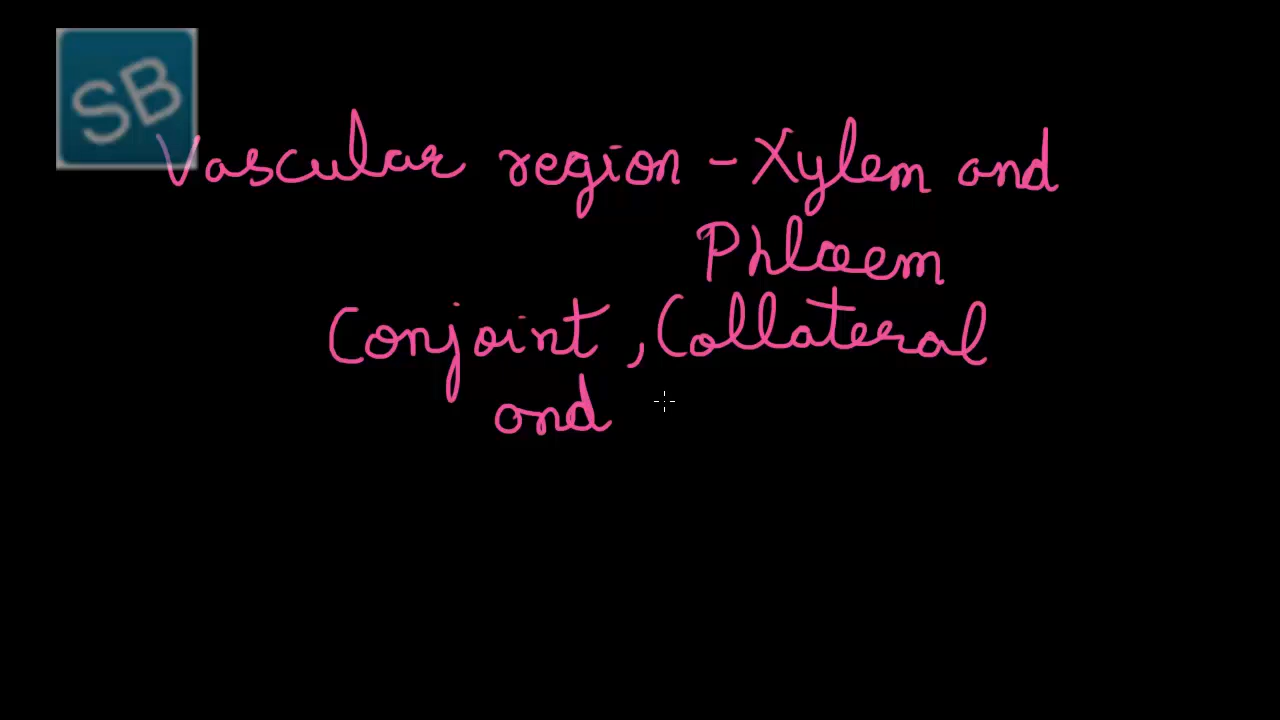 SB
Vascular region - Xylem and
Phloem
Conjoint, Collateral
and